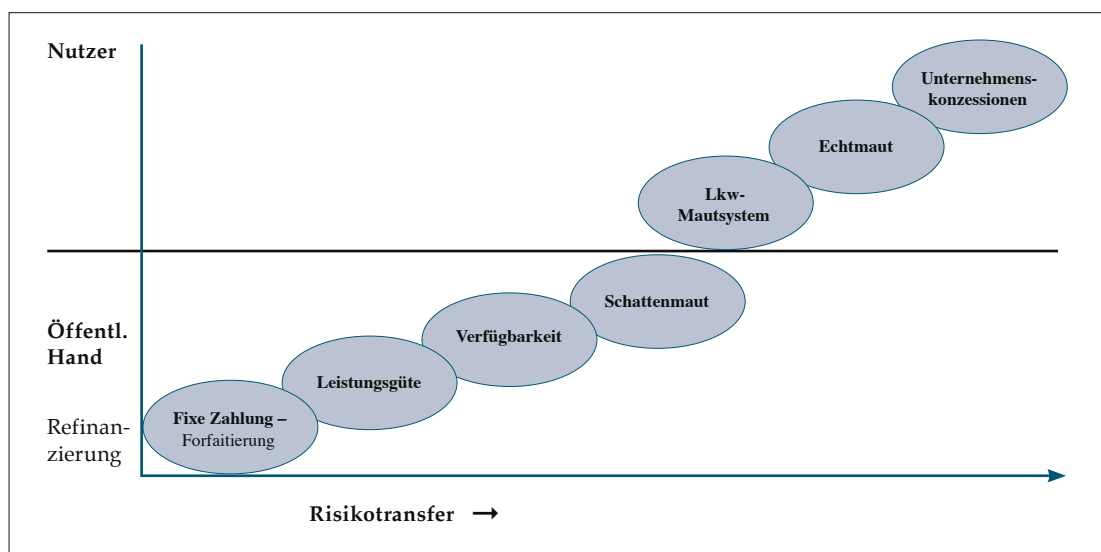 Nutzer
Unternehmens-
konzessionen
Echtmaut
Lkw-
Mautsystem
Schattenmaut
Öffentl.
Hand
Verfügbarkeit
Leistungsgüte
Refinan-
zierung
Fixe Zahlung –
Forfaitierung
Risikotransfer →